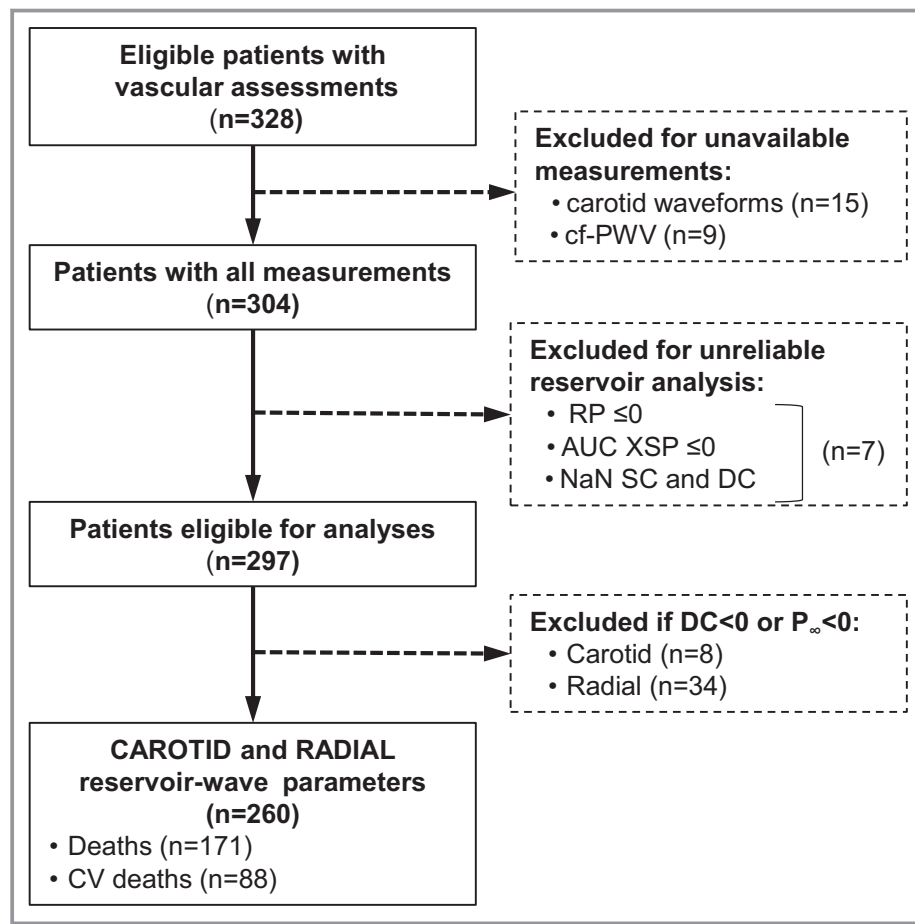 Eligible patients with
vascular assessments
(n=328)
Excluded for unavailable
measurements:
• carotid waveforms (n=15)
• cf-PWV (n=9)
Patients with all measurements
(n=304)
Excluded for unreliable
reservoir analysis:
• RP ≤0
• AUC XSP ≤0
• NaN SC and DC
(n=7)
Patients eligible for analyses
(n=297)
Excluded if DC<0 or P∞<0:
• Carotid (n=8)
• Radial (n=34)
CAROTID and RADIAL
reservoir-wave parameters
(n=260)
• Deaths (n=171)
• CV deaths (n=88)